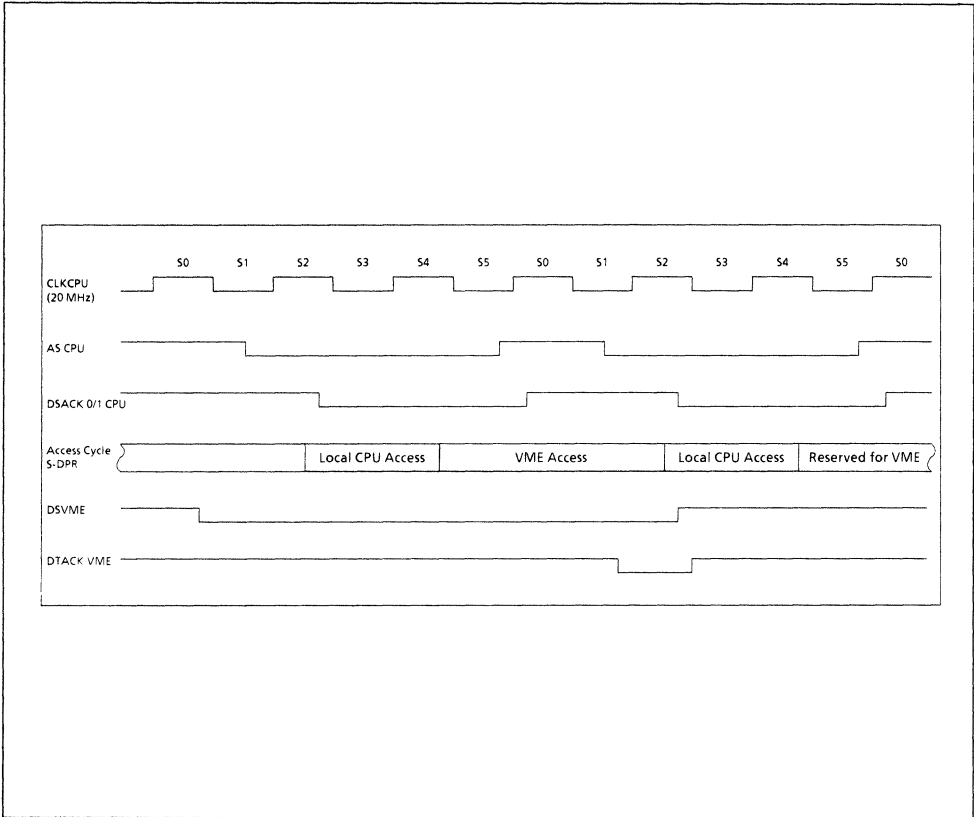 S0 S1 S2 S3 S4 S5 S0 S1 S2 S3 S4 S5 S0
CLKCPU
(20 MHz)
AS CPU
DSACK 0/1 CPU
Access Cycle
S-DPR
Local CPU Access VME Access Local CPU Access Reserved for VME
DSVME
DTACK VME